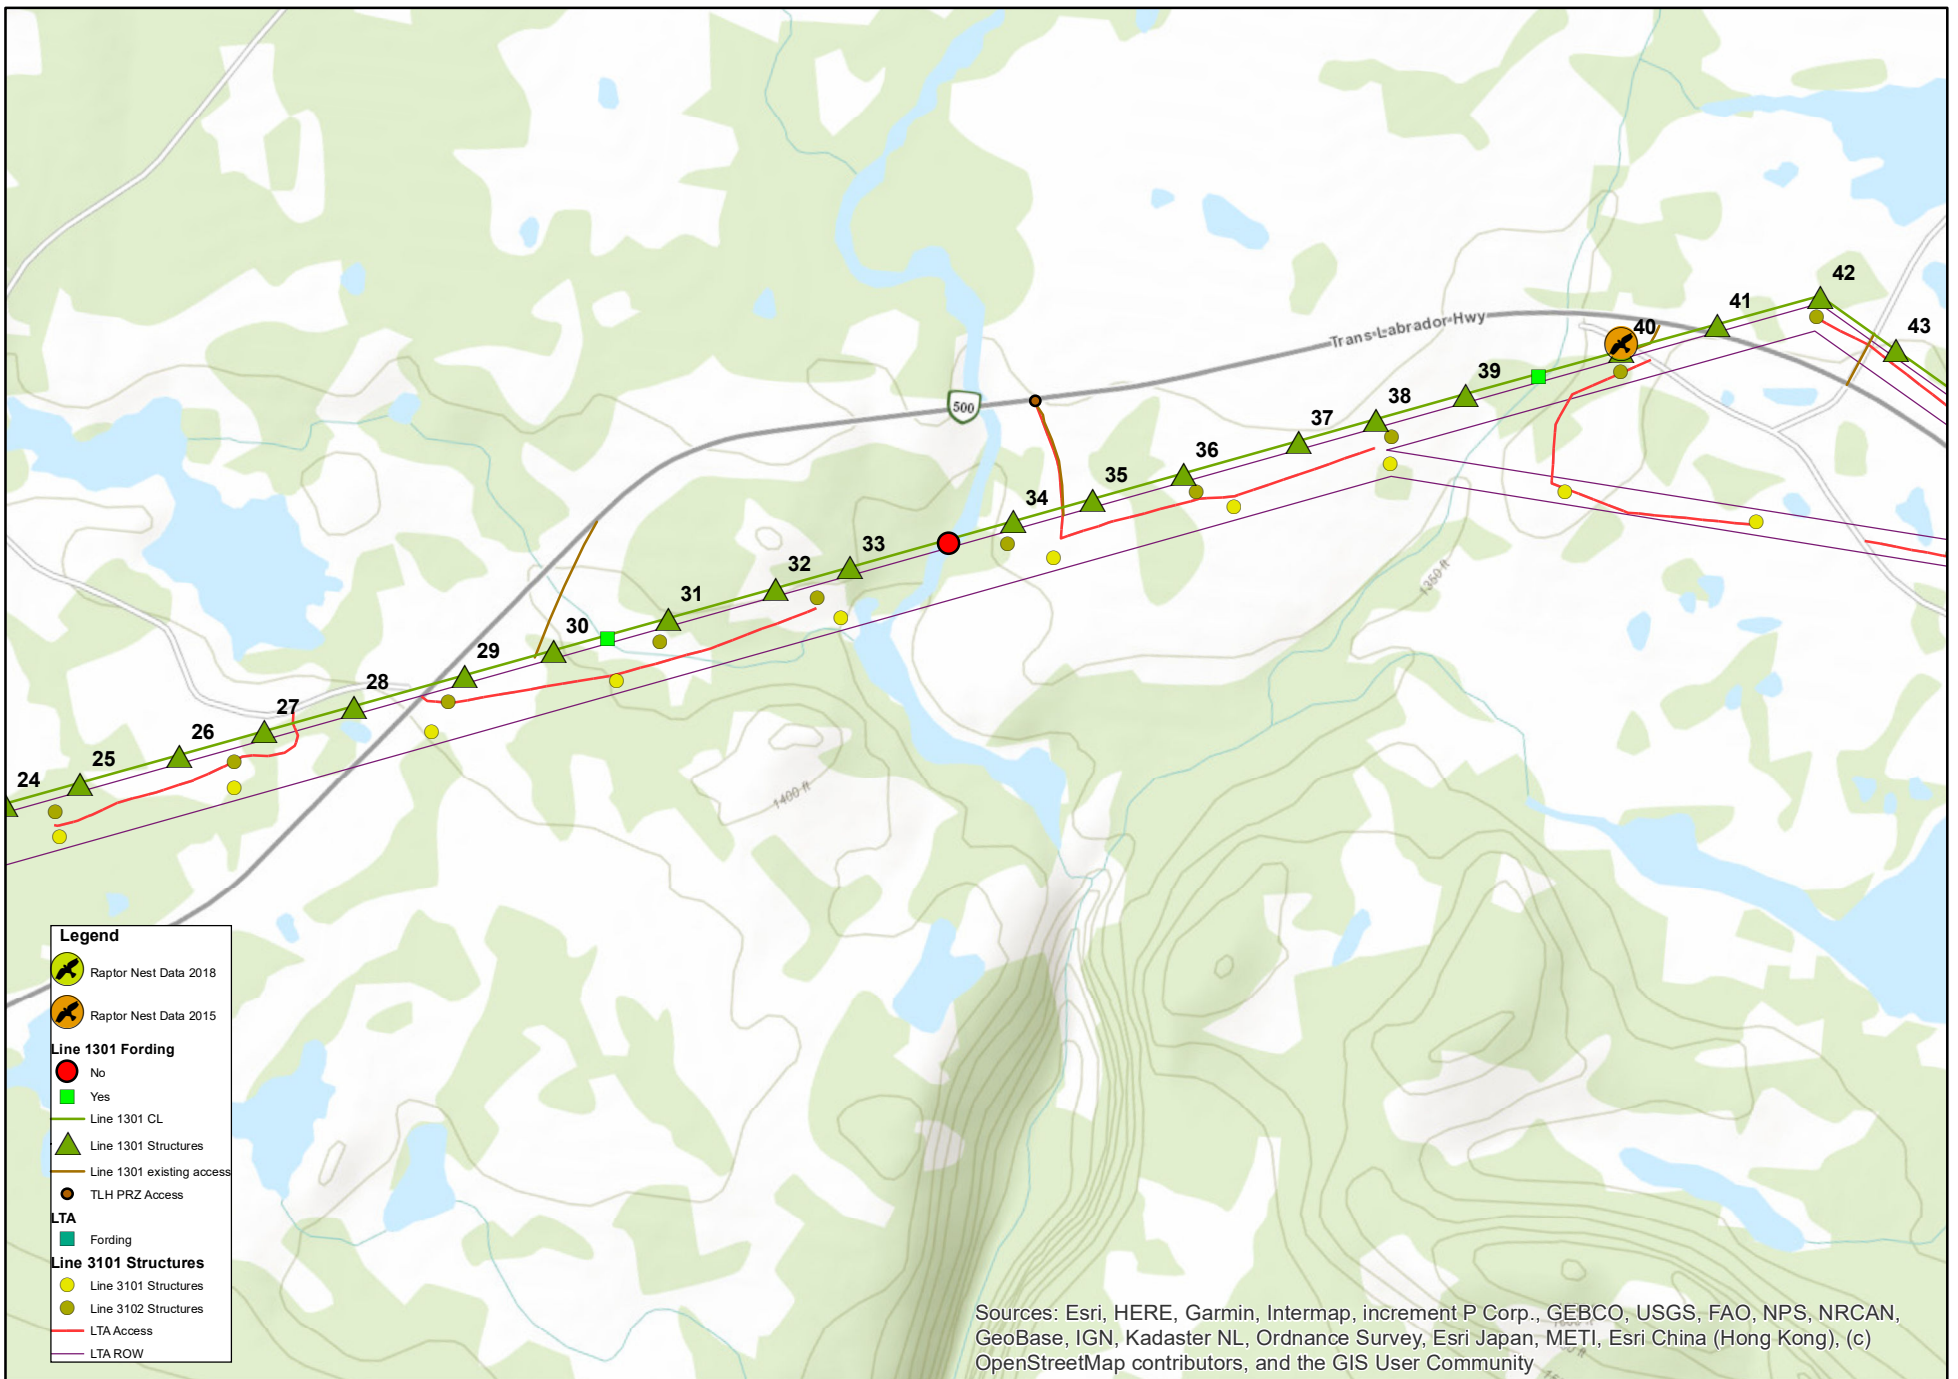 42
41
40
43
Trans-Labrador-Hwy
39
500
38
37
36
35
34
33
32
31
1350 ft
30
29
28
27
26
25
24
1400 ft
Legend
Raptor Nest Data 2018
Raptor Nest Data 2015
Line 1301 Fording
No
Yes
Line 1301 CL
Line 1301 Structures
Line 1301 existing access
TLH PRZ Access
LTA
Fording
Line 3101 Structures
Line 3101 Structures
Line 3102 Structures
LTA Access
LTA ROW
Sources: Esri, HERE, Garmin, Intermap, increment P Corp., GEBCO, USGS, FAO, NPS, NRCAN,
GeoBase, IGN, Kadaster NL, Ordnance Survey, Esri Japan, METI, Esri China (Hong Kong), (c)
OpenStreetMap contributors, and the GIS User Community